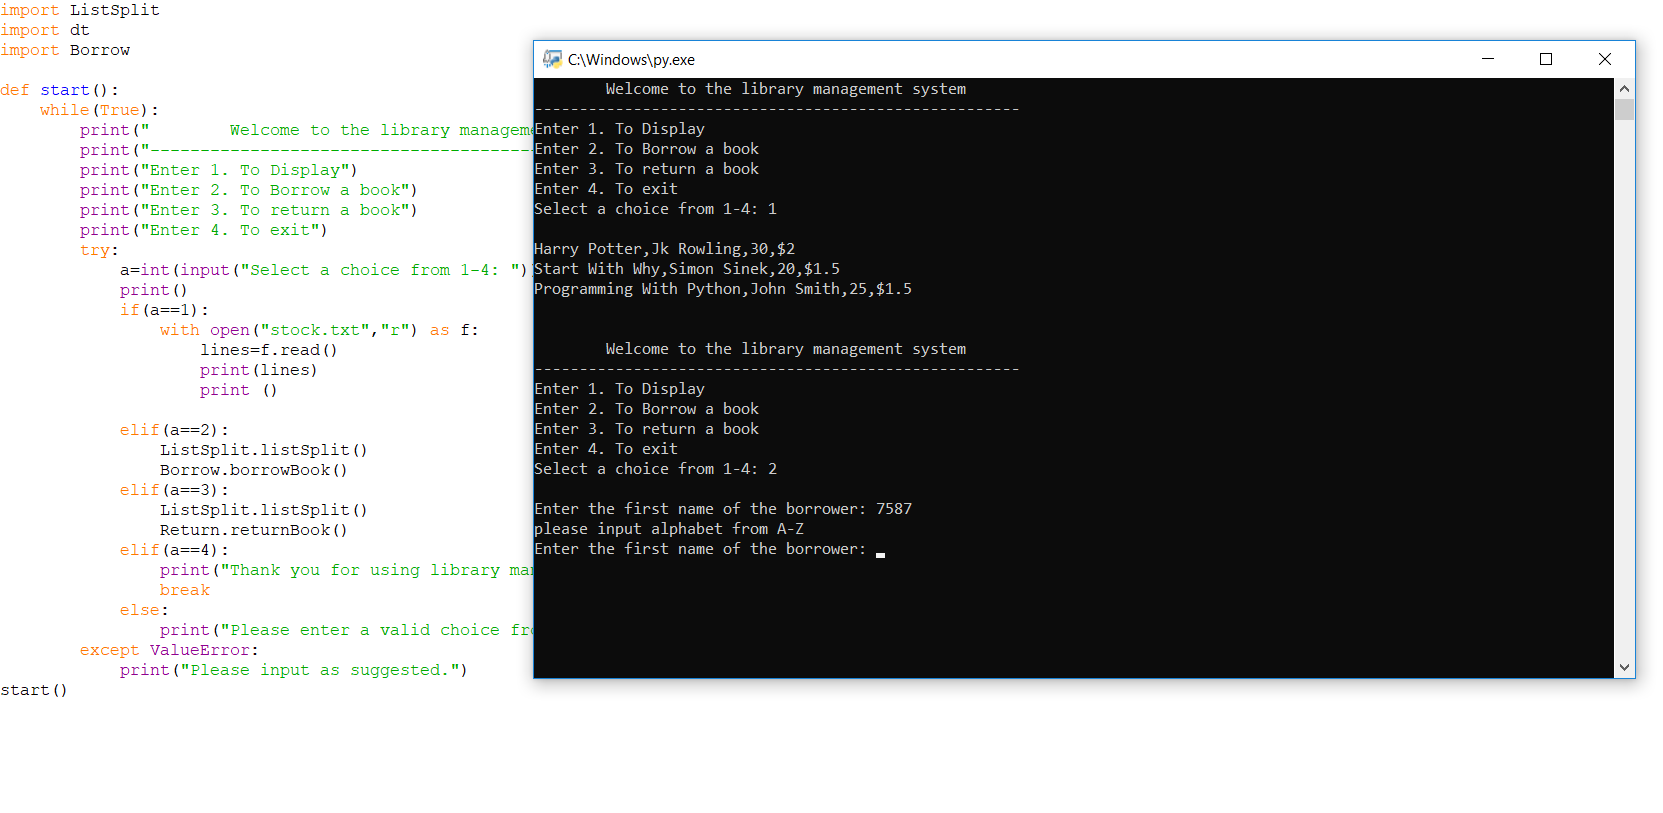 import ListSplit
import dt
import Borrow
def start():
while(True):
print("        Welcome to the library manageme
print("--------------------------------------
print("Enter 1. To Display")
print("Enter 2. To Borrow a book")
print("Enter 3. To return a book")
print("Enter 4. To exit")
try:
a=int(input("Select a choice from 1-4: ")
print()
if(a==1):
with open("stock.txt","r") as f:
lines=f.read()
print(lines)
print ()
elif(a==2):
ListSplit.listSplit()
Borrow.borrowBook()
elif(a==3):
ListSplit.listSplit()
Return.returnBook()
elif(a==4):
print("Thank you for using library ma
break
else:
print("Please enter a valid choice fr
except ValueError:
print("Please input as suggested.")
start()
C:\Windows\py.exe
Welcome to the library management system
------------------------------------------------------
Enter 1. To Display
Enter 2. To Borrow a book
Enter 3. To return a book
Enter 4. To exit
Select a choice from 1-4: 1
Harry Potter,Jk Rowling,30,$2
Start With Why,Simon Sinek,20,$1.5
Programming With Python,John Smith,25,$1.5
Welcome to the library management system
------------------------------------------------------
Enter 1. To Display
Enter 2. To Borrow a book
Enter 3. To return a book
Enter 4. To exit
Select a choice from 1-4: 2
Enter the first name of the borrower: 7587
please input alphabet from A-Z
Enter the first name of the borrower: